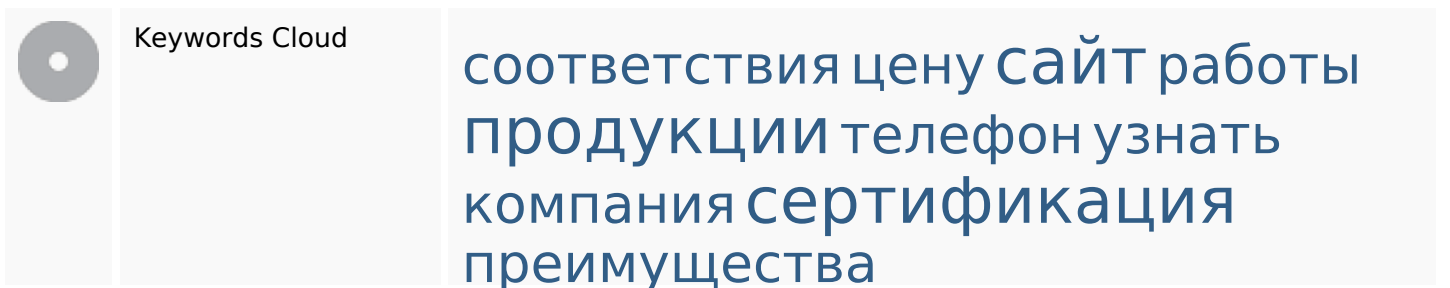 Keywords Cloud
соответствия цену сайт работы
продукции телефон узнать
компания сертификация
преимущества